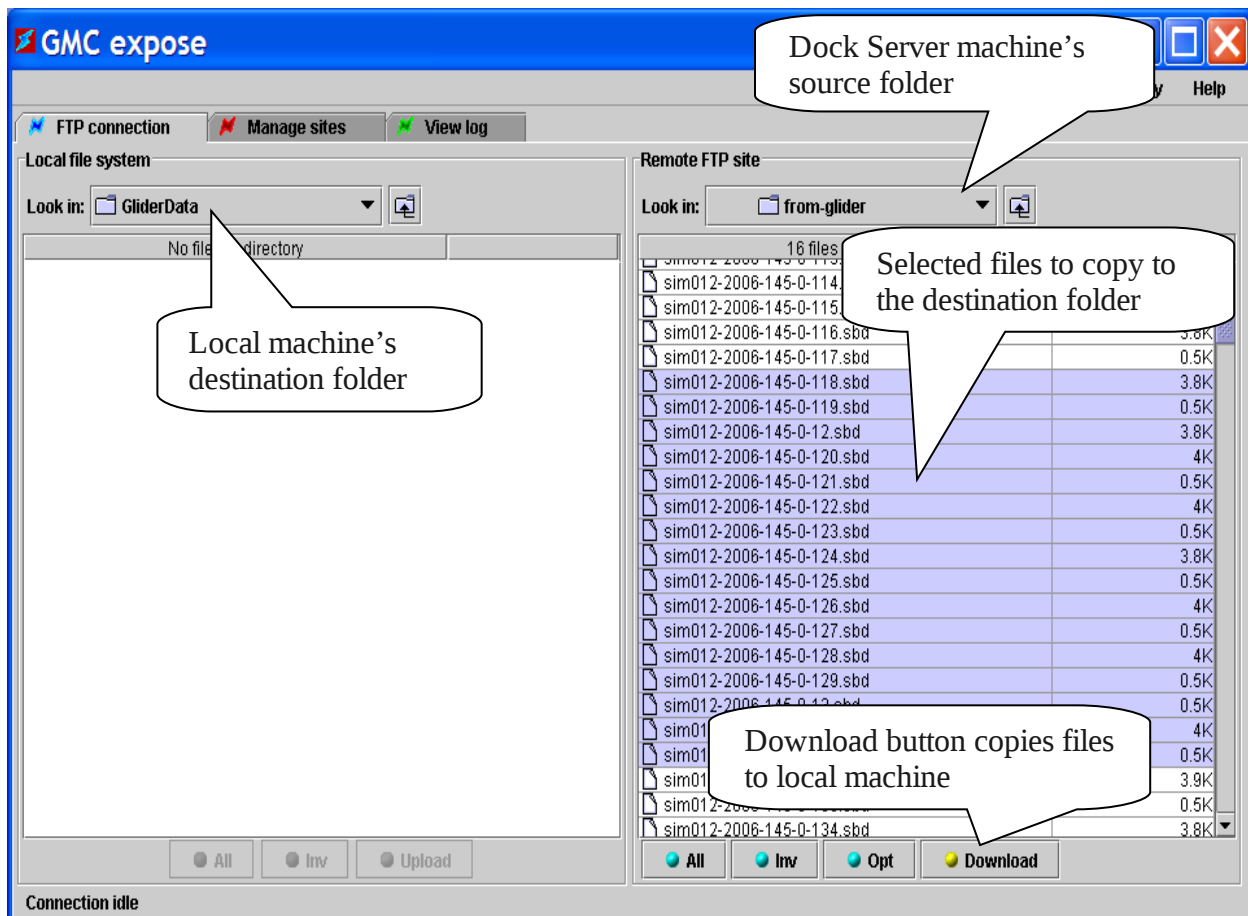 GMC expose
Dock Server machine's
source folder
Help
FTP connection
Manage sites
View log
Local file system
Look in: GliderData
No file directory
Local machine's
destination folder
Remote FTP site
Look in: from-glider
16 files
Selected files to copy to
the destination folder
sim012-2006-145-0-114.
sim012-2006-145-0-115.
sim012-2006-145-0-116.sbd 3.8K
sim012-2006-145-0-117.sbd 0.5K
sim012-2006-145-0-118.sbd 3.8K
sim012-2006-145-0-119.sbd 0.5K
sim012-2006-145-0-12.sbd 3.8K
sim012-2006-145-0-120.sbd 4K
sim012-2006-145-0-121.sbd 0.5K
sim012-2006-145-0-122.sbd 4K
sim012-2006-145-0-123.sbd 0.5K
sim012-2006-145-0-124.sbd 3.8K
sim012-2006-145-0-125.sbd 0.5K
sim012-2006-145-0-126.sbd 4K
sim012-2006-145-0-127.sbd 0.5K
sim012-2006-145-0-128.sbd 4K
sim012-2006-145-0-129.sbd 0.5K
sim012-2006-145-0-13.sbd 0.5K
sim01 4K
sim01 0.5K
sim01 3.9K
0.5K
sim012-2006-145-0-134.sbd 3.8K
Download button copies files
to local machine
All Inv Upload
All Inv Opt Download
Connection idle